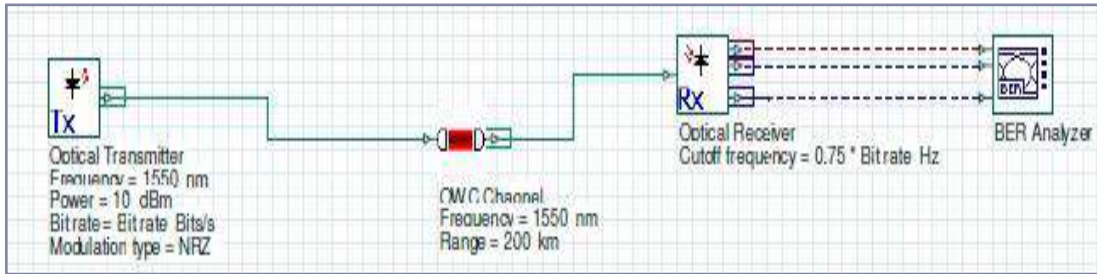 Tx
Optical Transmitter
Frequency = 1550 nm
Power = 10 dBm
Bitrate = Bitrate Bits/s
Modulation type = NRZ
OWC Channel
Frequency = 1550 nm
Range = 200 km
Rx
Optical Receiver
Cutoff frequency = 0.75 * Bitrate Hz
BER
BER Analyzer